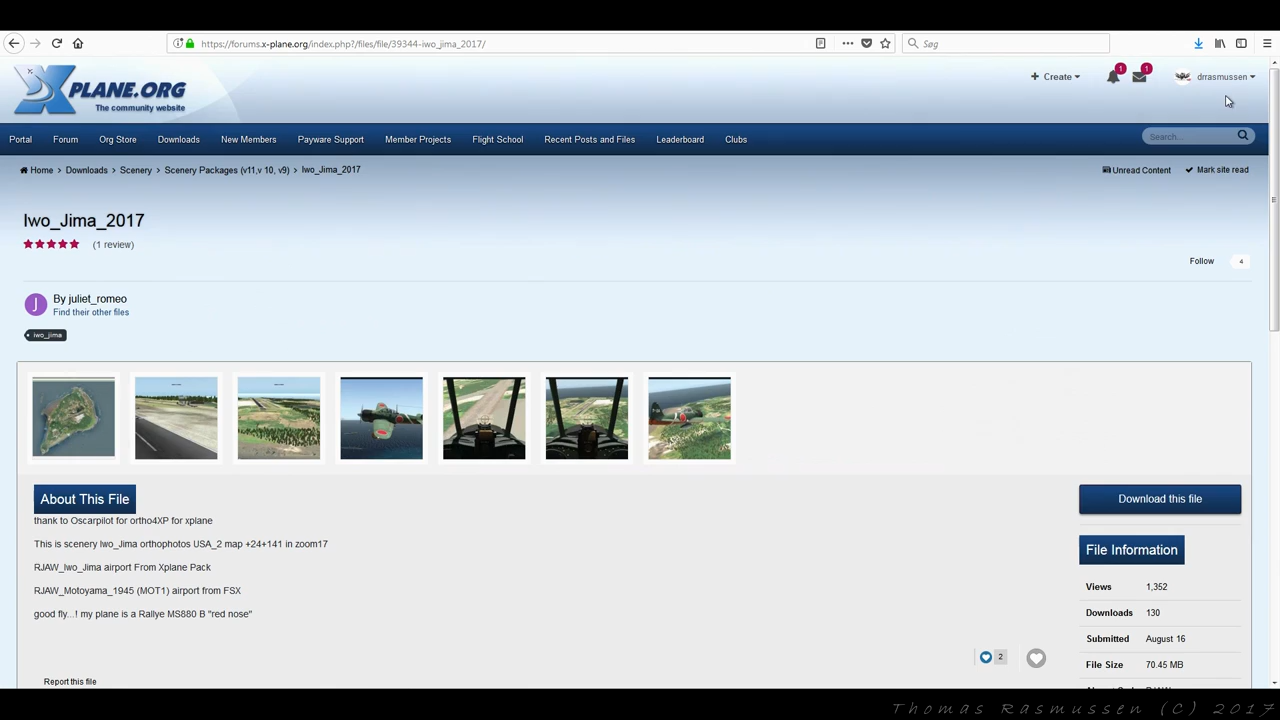 https://forums.x-plane.org/index.php?/files/file/39344-iwo_jima_2017/
Søg
XPLANE.ORG
The community website
Create
1
1
drrasmussen
Portal
Forum
Org Store
Downloads
New Members
Payware Support
Member Projects
Flight School
Recent Posts and Files
Leaderboard
Clubs
Search...
Home > Downloads > Scenery > Scenery Packages (v11,v 10, v9) > Iwo_Jima_2017
Unread Content
Mark site read
Iwo_Jima_2017
(1 review)
Follow
4
J
By juliet_romeo
Find their other files
iwo_jima
About This File
thank to Oscarpilot for ortho4XP for xplane
This is scenery Iwo_Jima orthophotos USA_2 map +24+141 in zoom17
RJAW_Iwo_Jima airport From Xplane Pack
RJAW_Motoyama_1945 (MOT1) airport from FSX
good fly...! my plane is a Rallye MS880 B "red nose"
2
Report this file
Download this file
File Information
Views 1,352
Downloads 130
Submitted August 16
File Size 70.45 MB
Thomas Rasmussen (C) 2017